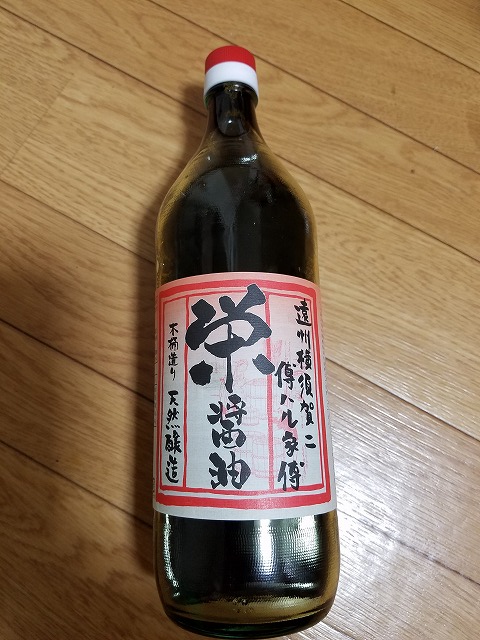 遠州横須賀ニ
傳ハル家傳
栄醤油
木桶造り 天然醸造